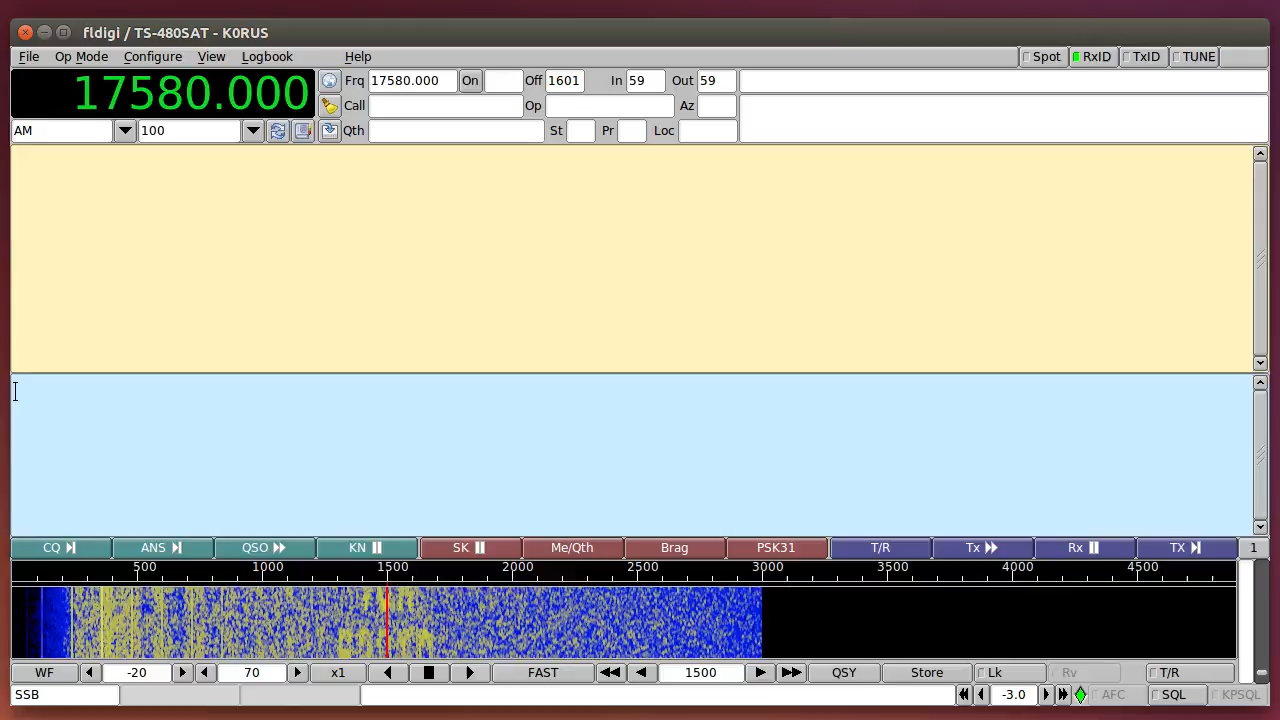 fldigi / TS-480SAT - K0RUS
File Op Mode Configure View Logbook Help Spot RxID TxID TUNE
17580.000 Frq 17580.000 On Off 1601 In 59 Out 59
Call Op Az
AM 100 Qth St Pr Loc
CQ ANS QSO KN SK Me/Qth Brag PSK31 T/R Tx Rx TX 1
500 1000 1500 2000 2500 3000 3500 4000 4500
WF -20 70 x1 FAST 1500 QSY Store Lk Rv T/R
SSB -3.0 AFC SQL KPSQL